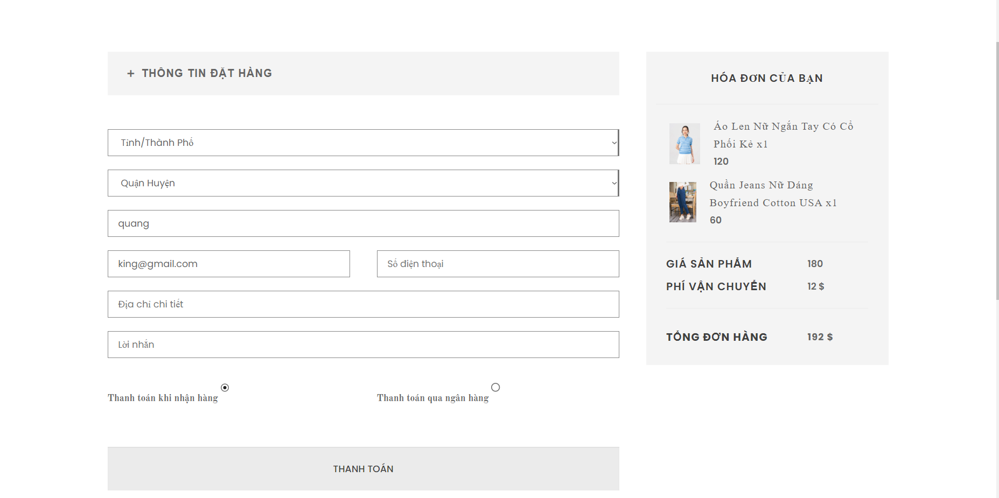 + THÔNG TIN ĐẶT HÀNG
Tỉnh/Thành Phố
Quận Huyện
quang
king@gmail.com
Số điện thoại
Địa chỉ chi tiết
Lời nhắn
Thanh toán khi nhận hàng
Thanh toán qua ngân hàng
THANH TOÁN
HÓA ĐƠN CỦA BẠN
Áo Len Nữ Ngắn Tay Có Cổ
Phối Kẻ x1
120
Quần Jeans Nữ Dáng
Boyfriend Cotton USA x1
60
GIÁ SẢN PHẨM 180
PHÍ VẬN CHUYỂN 12 $
TỔNG ĐƠN HÀNG 192 $